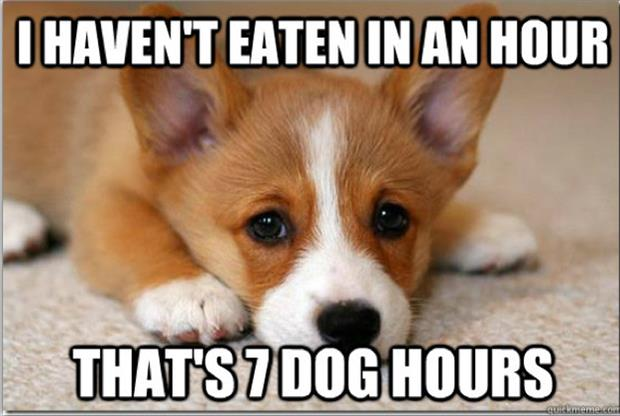 I HAVEN'T EATEN IN AN HOUR
THAT'S 7 DOG HOURS
quickmeme.com